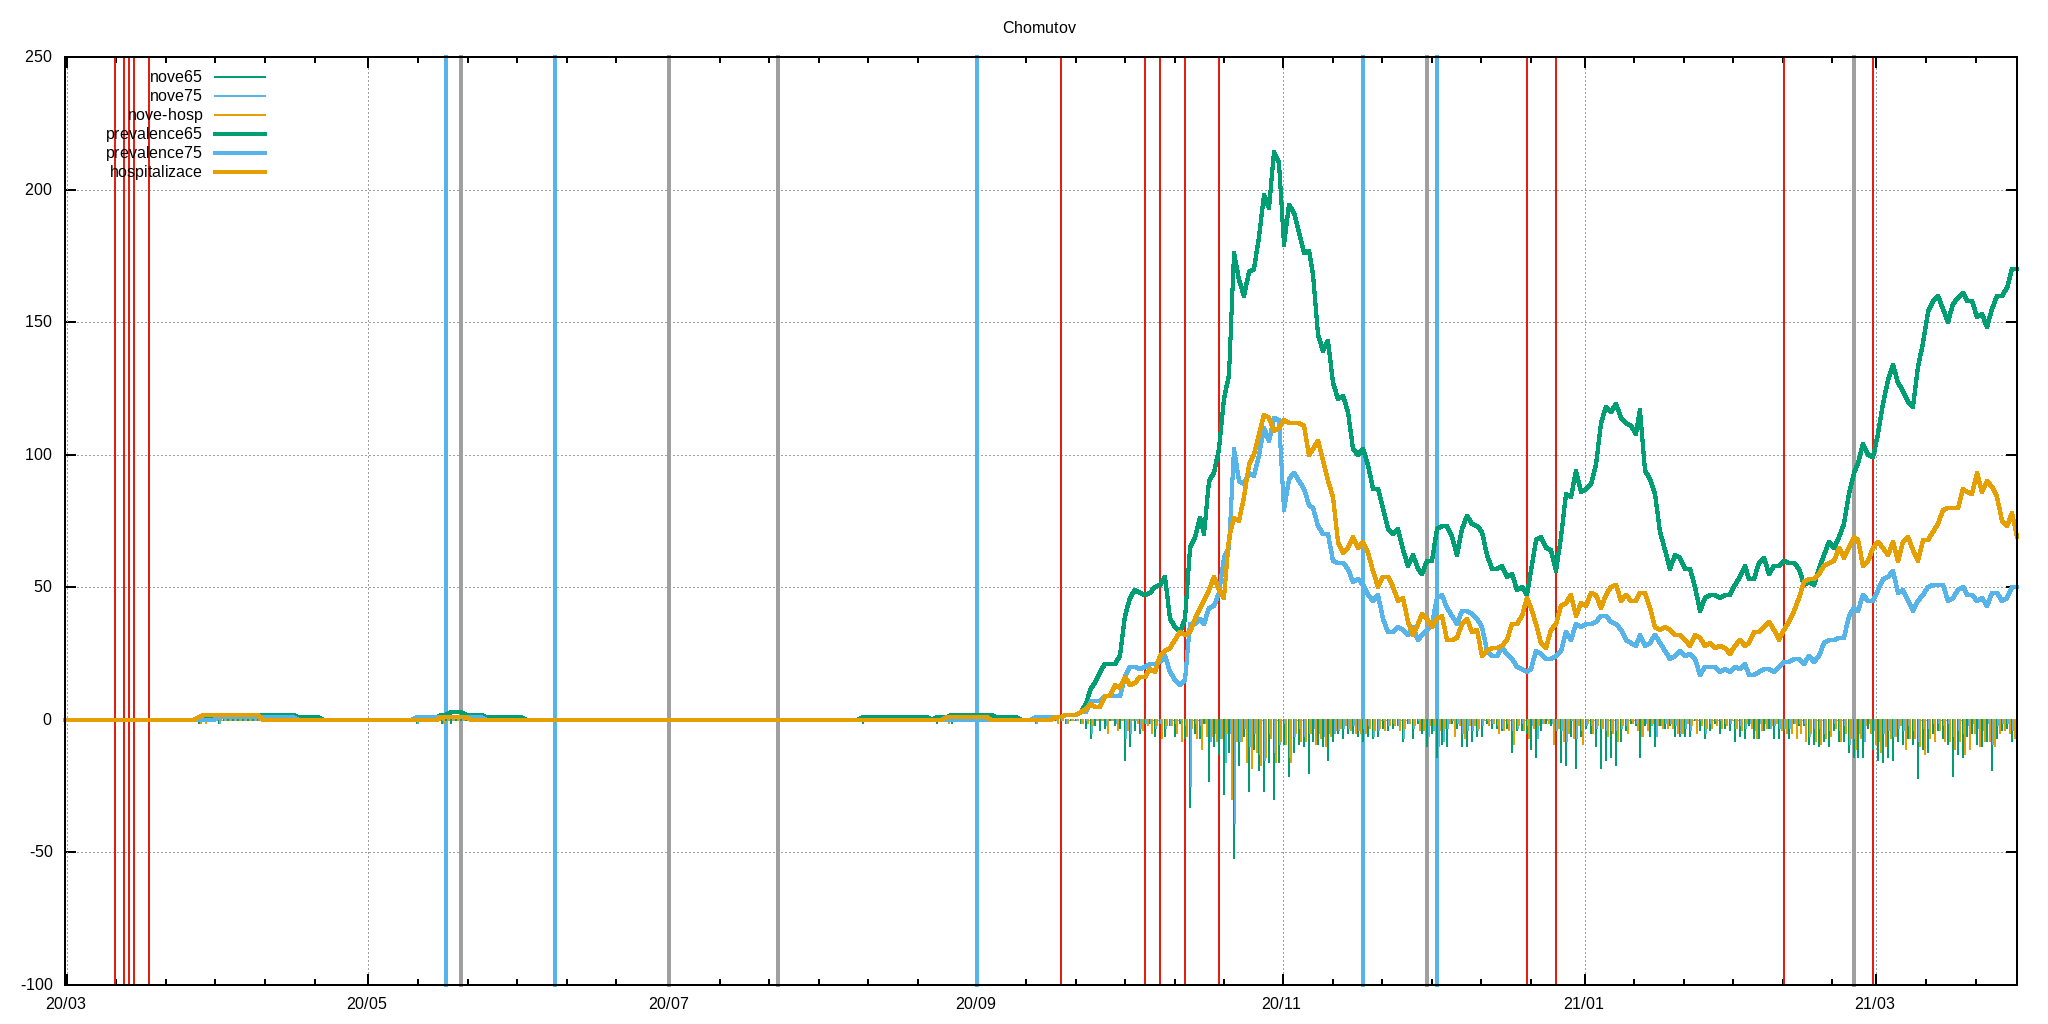 Chomutov
250
200
150
100
50
0
-50
-100
nove65
nove75
nove-hosp
prevalence65
prevalence75
hospitalizace
20/03 20/05 20/07 20/09 20/11 21/01 21/03